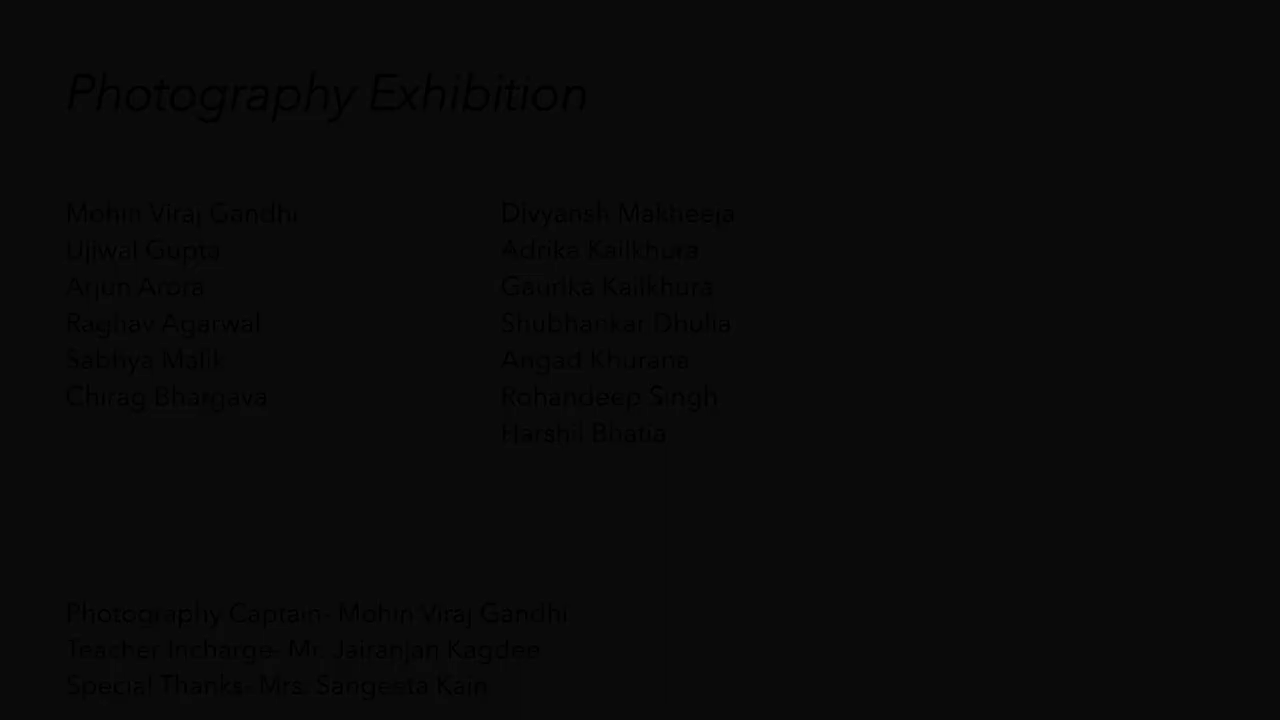 Photography Exhibition
Mohin Viraj Gandhi
Ujjwal Gupta
Arjun Arora
Raghav Agarwal
Sabhya Malik
Chirag Bhargava
Divyansh Makheeja
Adrika Kailkhura
Gaurika Kailkhura
Shubhankar Dhulia
Angad Khurana
Rohandeep Singh
Harshil Bhatia
Photography Captain- Mohin Viraj Gandhi
Teacher Incharge- Mr. Jairanjan Kagdee
Special Thanks- Mrs. Sangeeta Kain